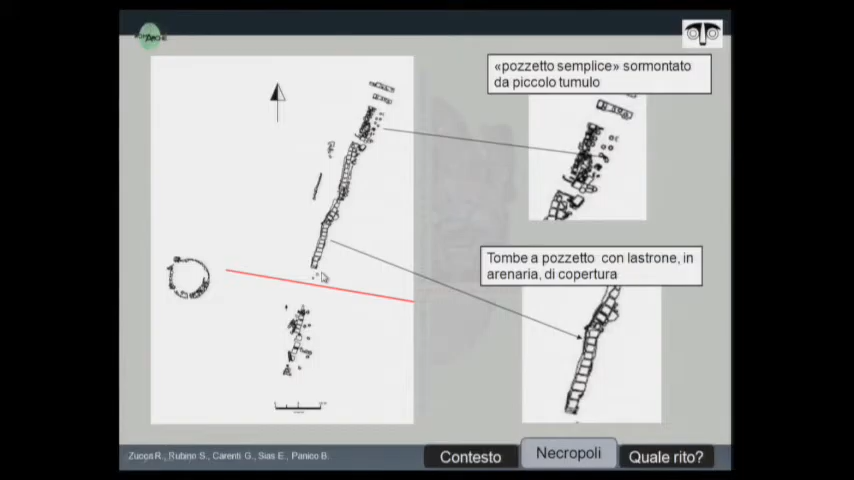 «pozzetto semplice» sormontato
da piccolo tumulo
Tombe a pozzetto con lastrone, in
arenaria, di copertura
Zucca R., Rubino S., Carenti G., Sias E., Panico B.
Contesto
Necropoli
Quale rito?